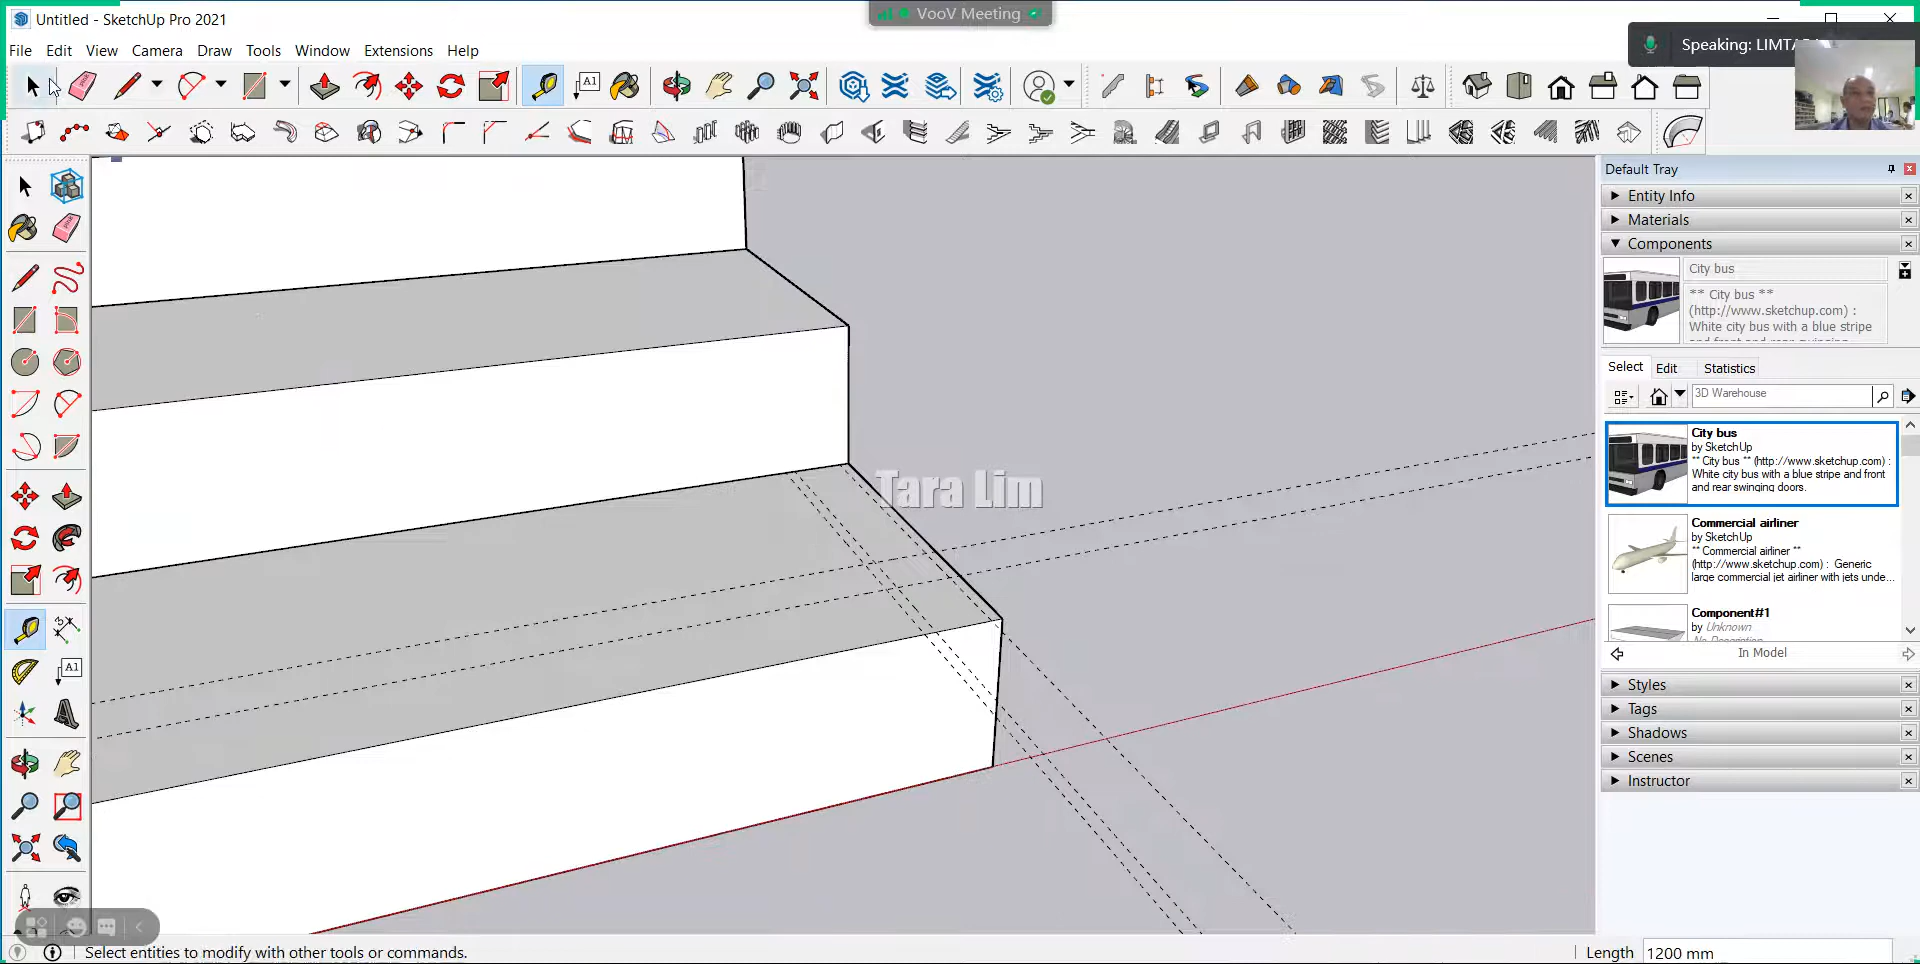 Untitled - SketchUp Pro 2021
VooV Meeting
File Edit View Camera Draw Tools Window Extensions Help
Speaking: LIMTA
A1
Default Tray
Entity Info
Materials
Components
City bus
** City bus **
(http://www.sketchup.com) :
White city bus with a blue stripe
Select Edit Statistics
3D Warehouse
City bus
by SketchUp
** City bus ** (http://www.sketchup.com) :
White city bus with a blue stripe and front
and rear swinging doors.
Commercial airliner
by SketchUp
** Commercial airliner **
(http://www.sketchup.com) : Generic
large commercial jet airliner with jets unde...
Component#1
by Unknown
In Model
Styles
Tags
Shadows
Scenes
Instructor
Tara Lim
A1
Select entities to modify with other tools or commands.
Length 1200 mm